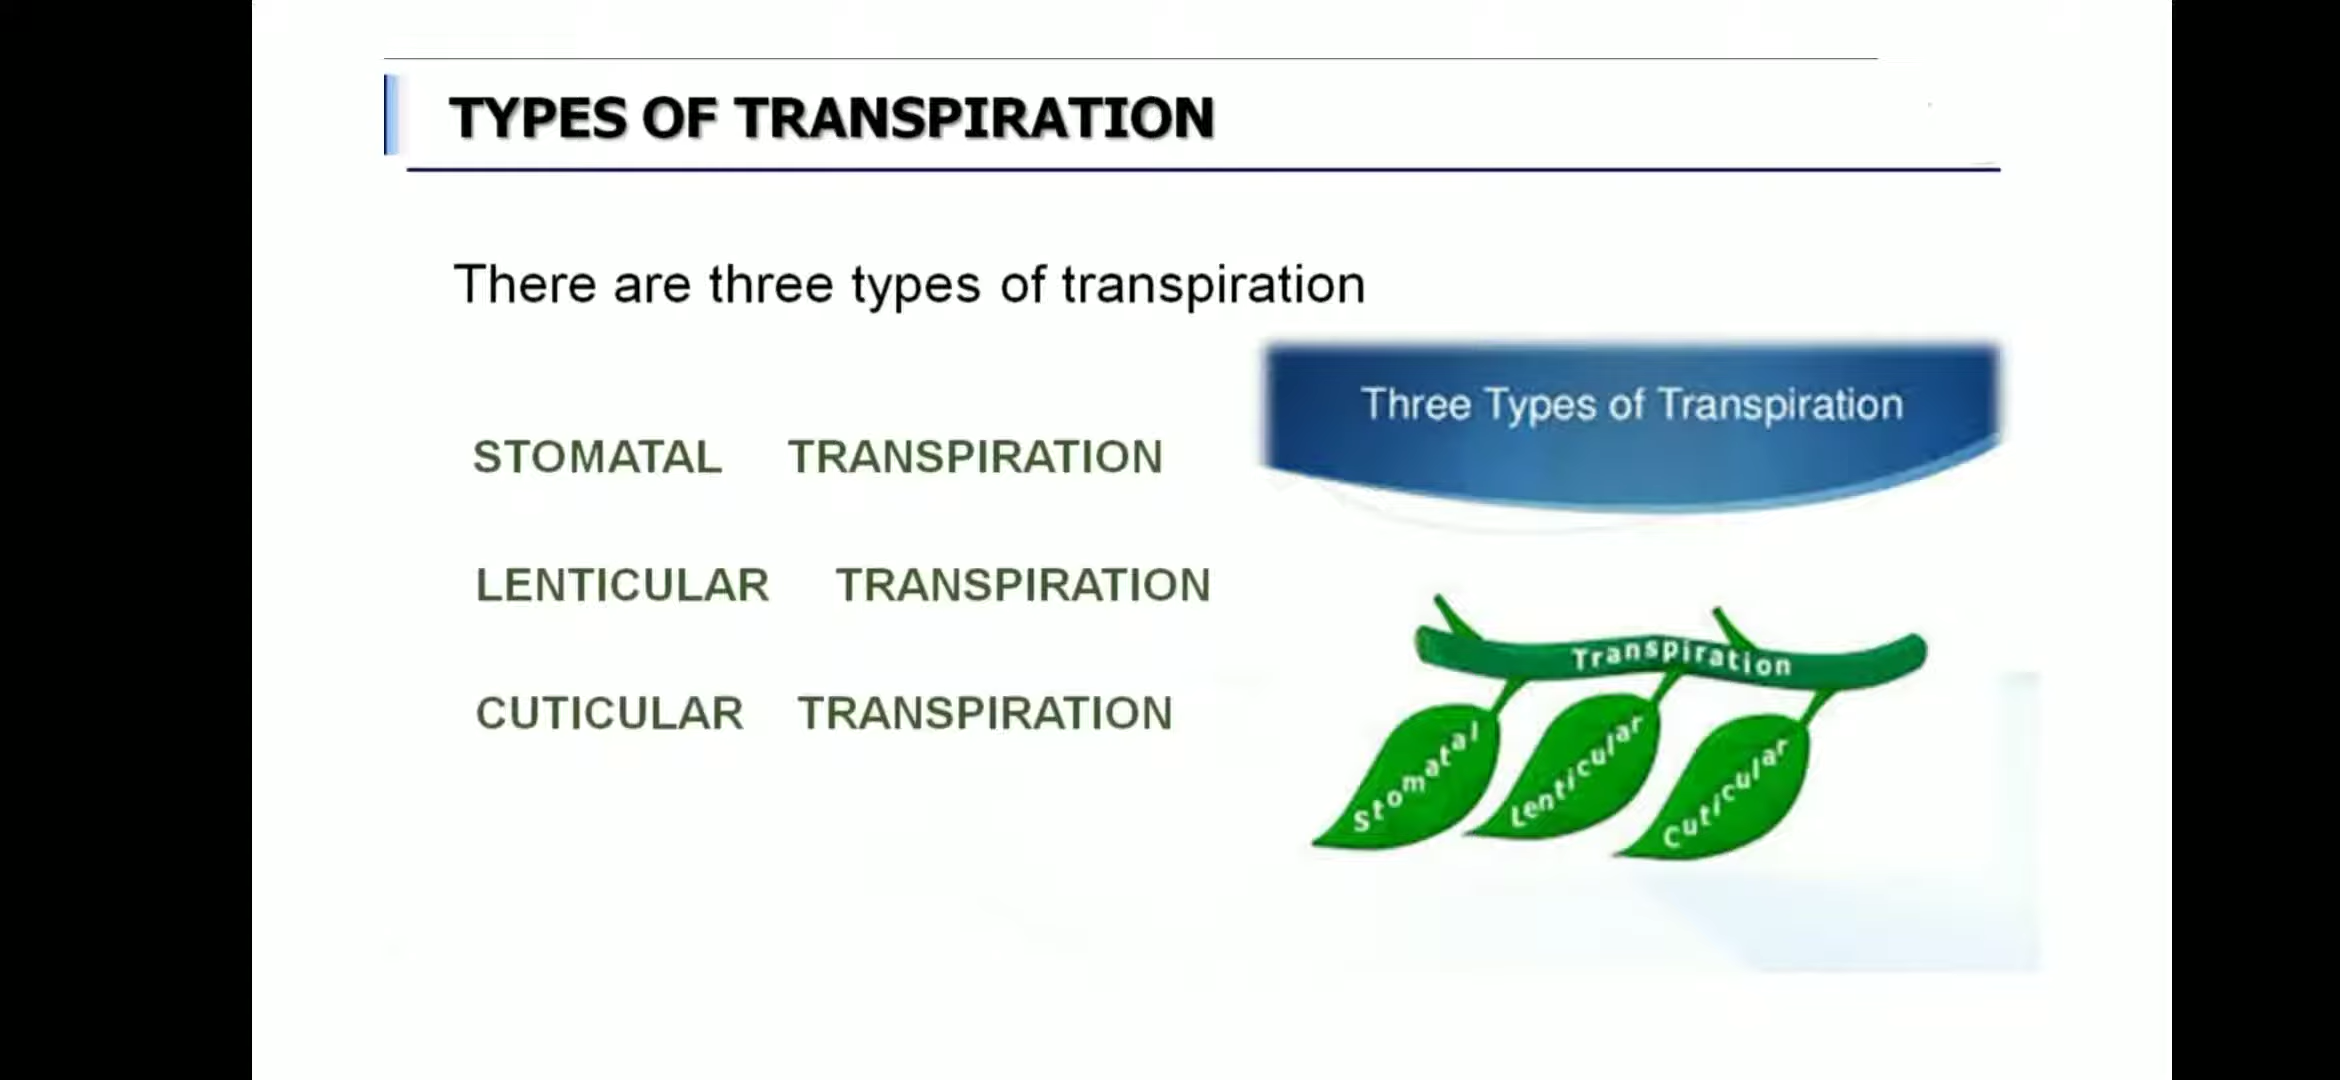 TYPES OF TRANSPIRATION
There are three types of transpiration
STOMATAL TRANSPIRATION
LENTICULAR TRANSPIRATION
CUTICULAR TRANSPIRATION
Three Types of Transpiration
Transpiration
Stomatal
Lenticular
Cuticular